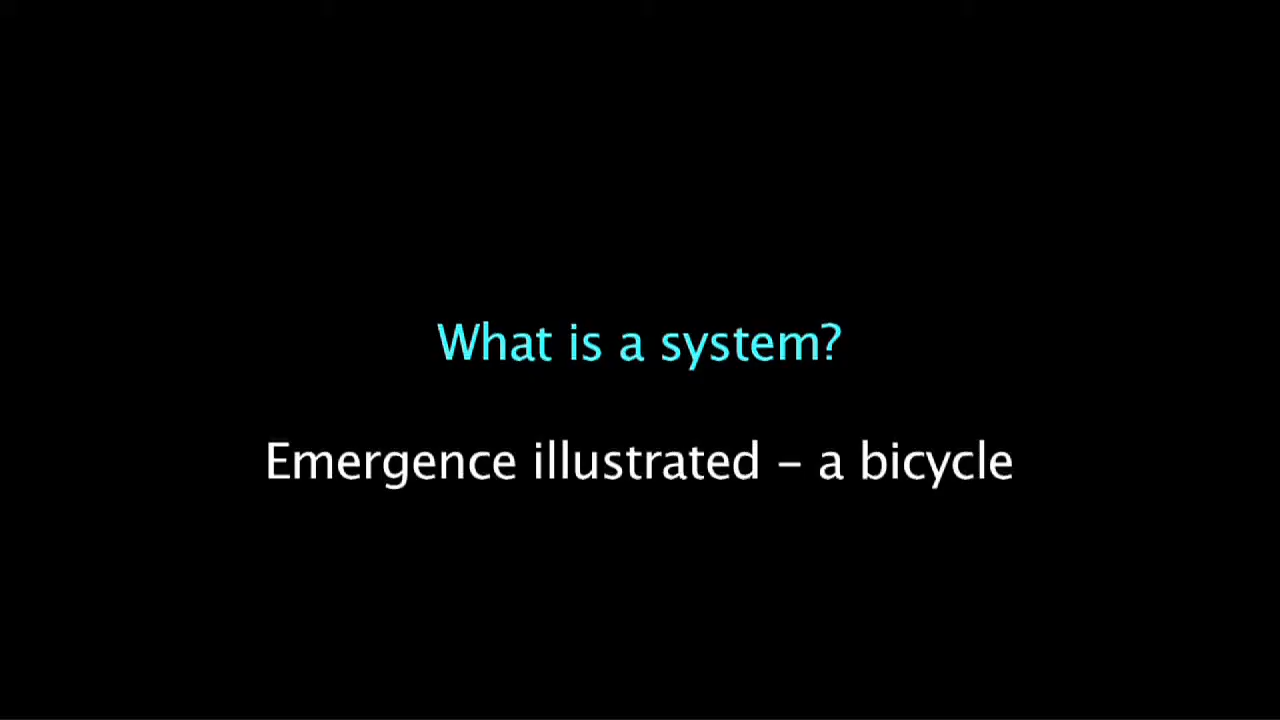 What is a system?
Emergence illustrated – a bicycle